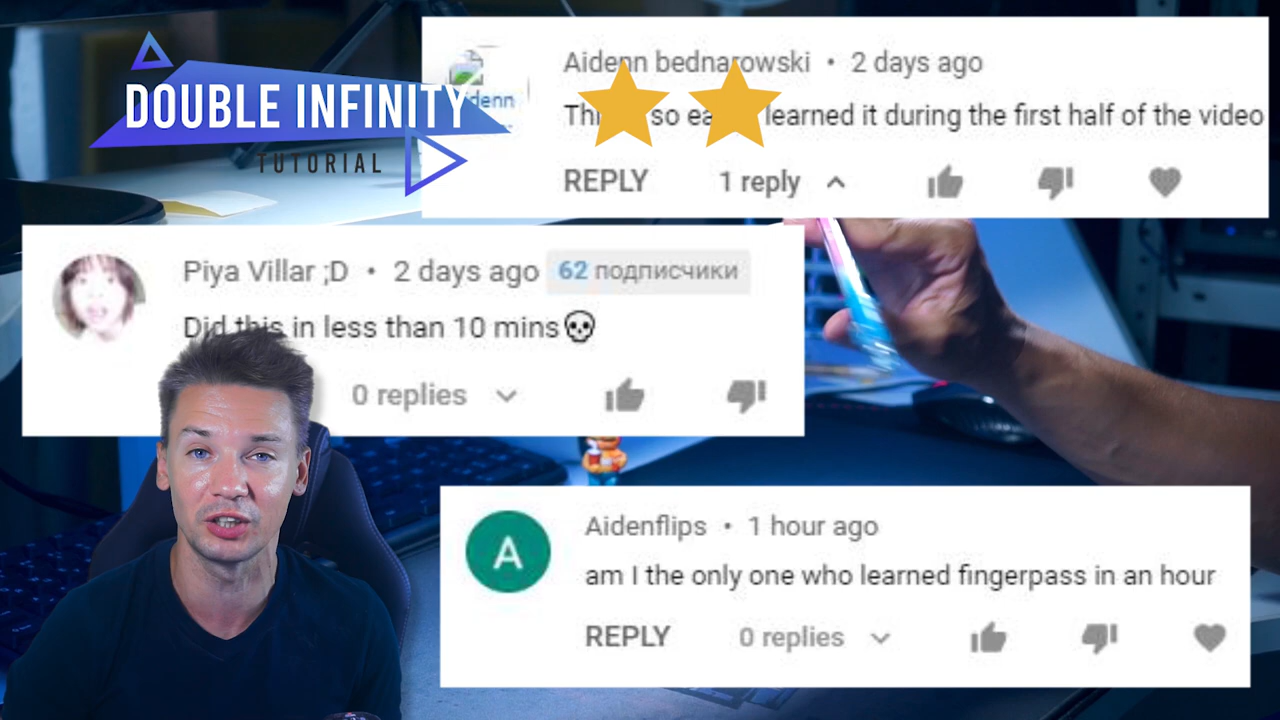 DOUBLE INFINITY
TUTORIAL
Aidenn bednarowski • 2 days ago
denn
so learned it during the first half of the video
REPLY 1 reply
Piya Villar ;D • 2 days ago 62 подписчики
Did this in less than 10 mins💀
0 replies
A
Aidenflips • 1 hour ago
am I the only one who learned fingerpass in an hour
REPLY 0 replies